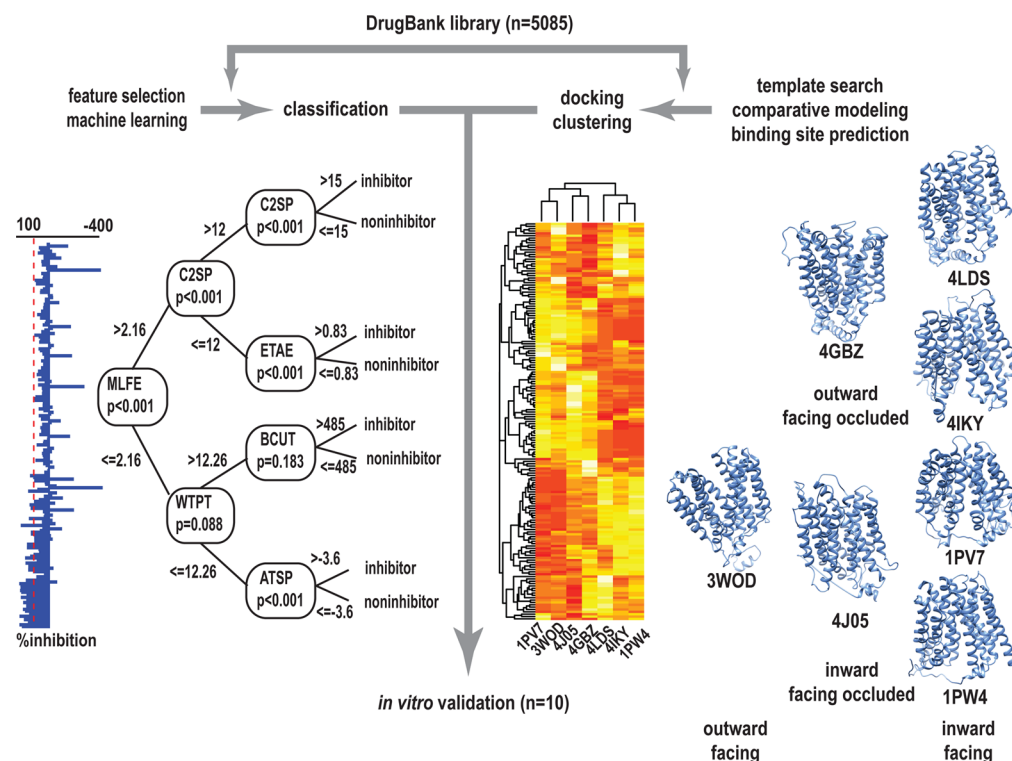 DrugBank library (n=5085)
feature selection
machine learning
classification
docking
clustering
template search
comparative modeling
binding site prediction
100 -400
%inhibition
MLFE
p<0.001
>2.16
<=2.16
C2SP
p<0.001
>12
<=12
C2SP
p<0.001
>15
inhibitor
noninhibitor
<=15
ETAE
p<0.001
>0.83
inhibitor
noninhibitor
<=0.83
WTPT
p=0.088
>12.26
<=12.26
BCUT
p=0.183
>485
inhibitor
<=485
noninhibitor
ATSP
p<0.001
>-3.6
inhibitor
noninhibitor
<=-3.6
1PV7
3WOD
4J05
4GBZ
4LDS
4IKY
1PW4
in vitro validation (n=10)
4LDS
4GBZ
4IKY
outward
facing occluded
3WOD
1PV7
4J05
1PW4
inward
facing occluded
outward
facing
inward
facing